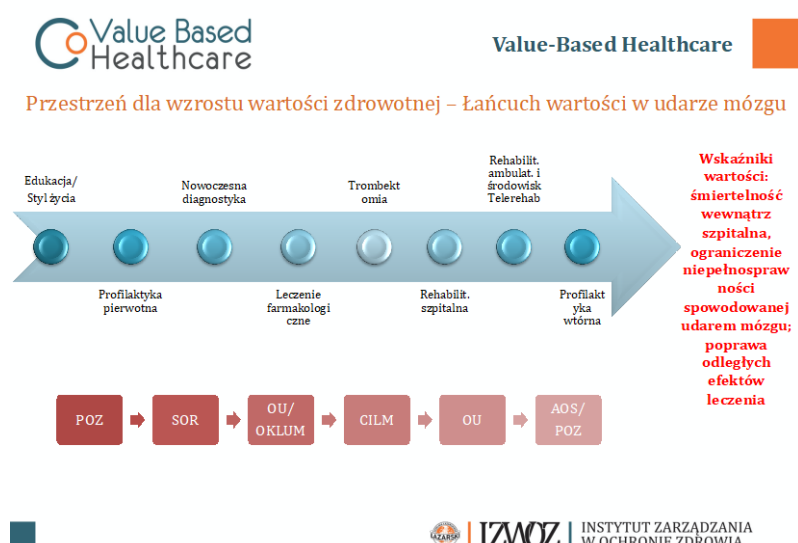 Value Based
Healthcare
Value-Based Healthcare
Przestrzeń dla wzrostu wartości zdrowotnej – Łańcuch wartości w udarze mózgu
Edukacja/
Styl życia
Nowoczesna
diagnostyka
Trombekt
omia
Rehabilit.
ambulat. i
środowisk
Telerehab
Profilaktyka
pierwotna
Leczenie
farmakologi
czne
Rehabilit.
szpitalna
Profilakt
yka
wtórna
Wskaźniki
wartości:
śmiertelność
wewnątrz
szpitalna,
ograniczenie
niepełnospraw
ności
spowodowanej
udarem mózgu;
poprawa
odległych
efektów
leczenia
POZ
SOR
OU/
OKLUM
CILM
OU
AOS/
POZ
ŁAZARSKI
IZWOZ
INSTYTUT ZARZĄDZANIA
W OCHRONIE ZDROWIA